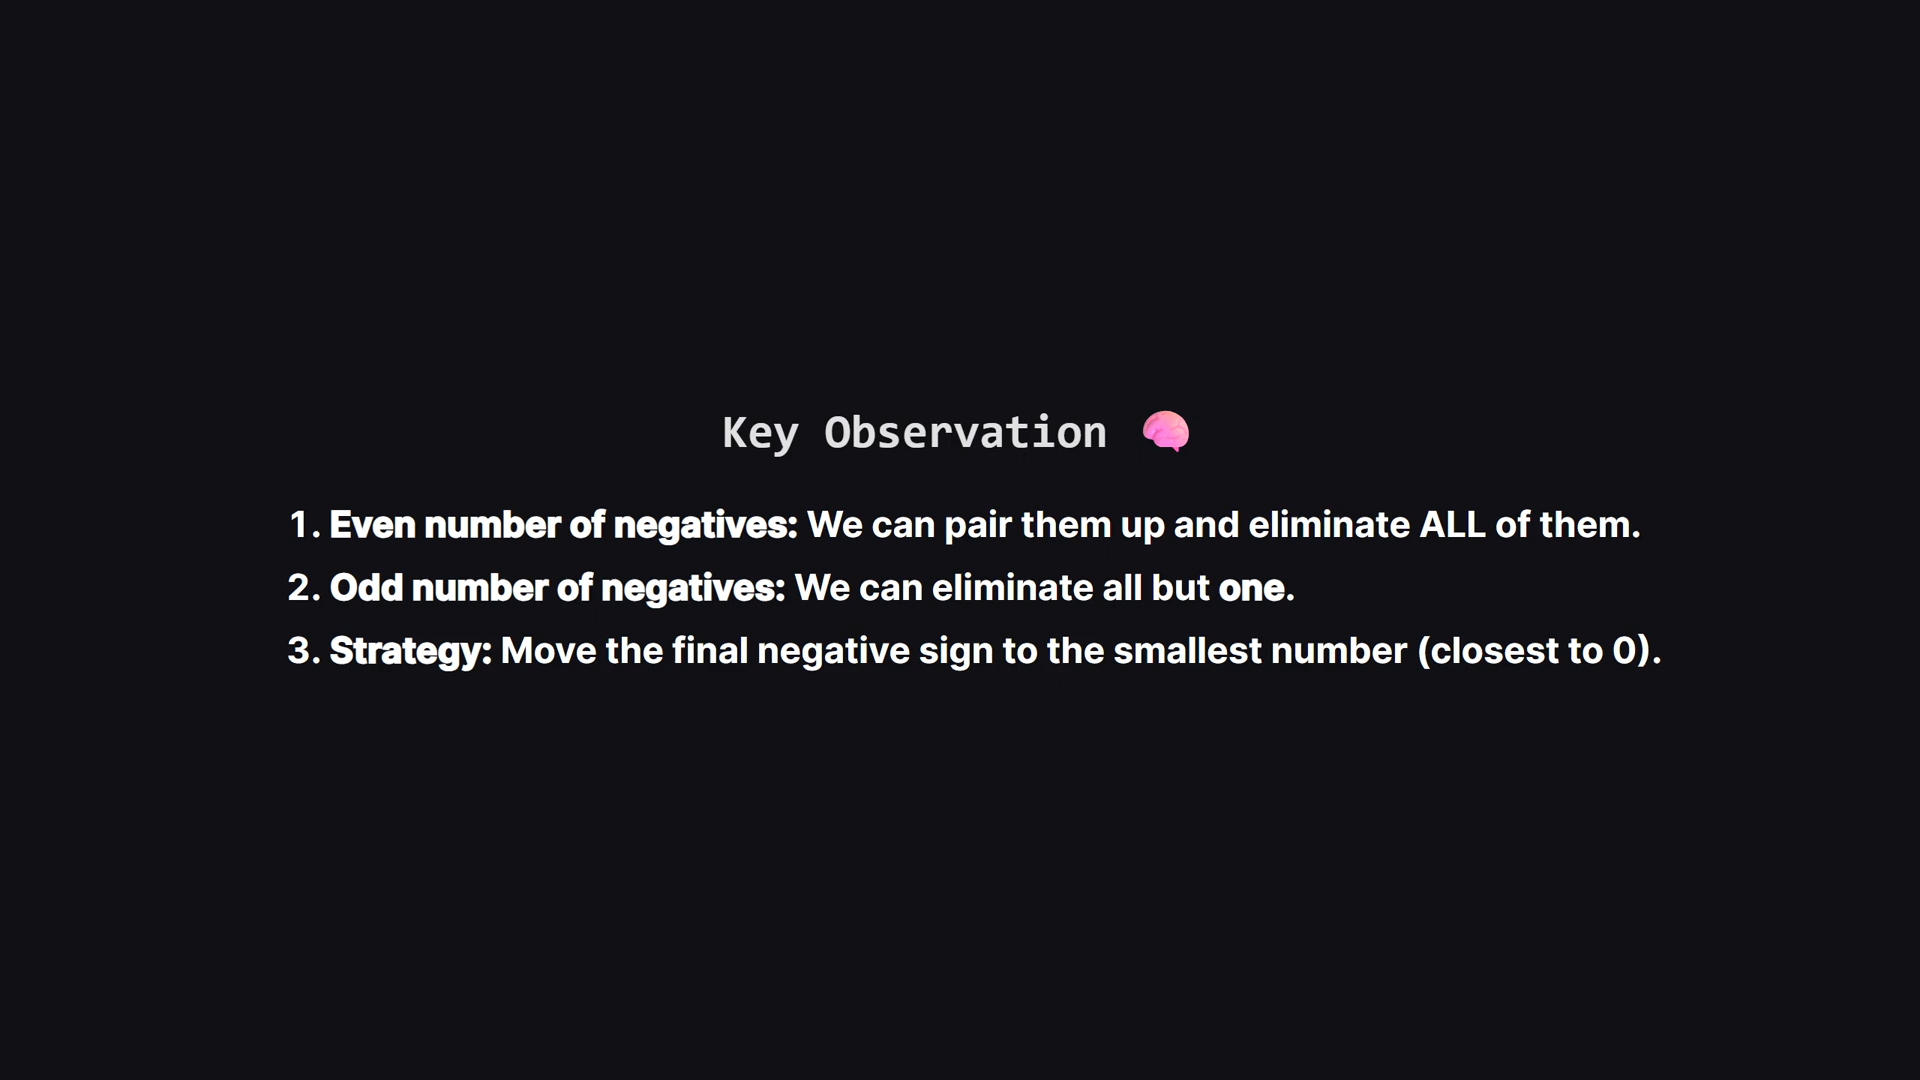 Key Observation 🧠
1. Even number of negatives: We can pair them up and eliminate ALL of them.
2. Odd number of negatives: We can eliminate all but one.
3. Strategy: Move the final negative sign to the smallest number (closest to 0).